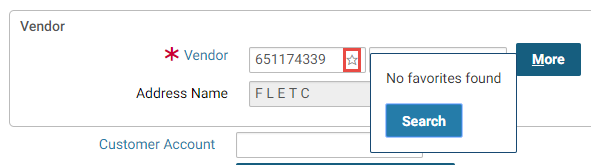 Vendor
* Vendor 651174339 More
No favorites found
Address Name F L E T C
Search
Customer Account